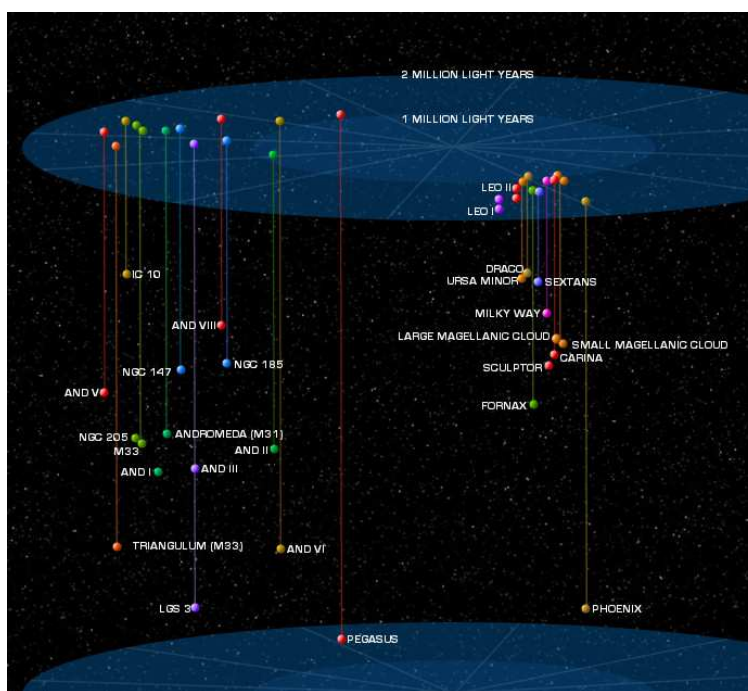 2 MILLION LIGHT YEARS
1 MILLION LIGHT YEARS
LEO II
LEO I
IC 10
DRACO
URSA MINOR
SEXTANS
MILKY WAY
AND VIII
LARGE MAGELLANIC CLOUD
SMALL MAGELLANIC CLOUD
CARINA
NGC 185
NGC 147
SCULPTOR
AND V
FORNAX
NGC 205
ANDROMEDA (M31)
M33
AND II
AND I
AND III
TRIANGULUM (M33)
AND VI
LGS 3
PHOENIX
PEGASUS